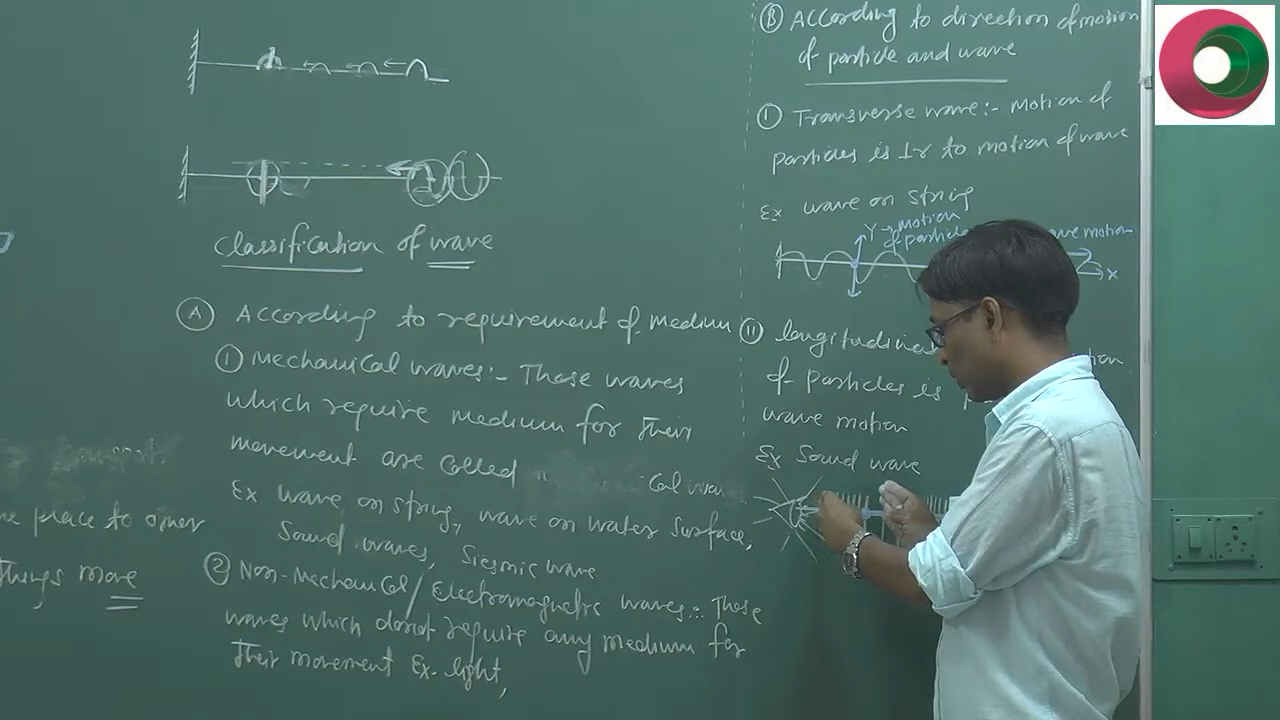 Classification of wave
(A) According to requirement of medium
(1) Mechanical waves:- Those waves
which require medium for their
movement are called
Ex wave on string, wave on water surface,
Sound waves, Siesmic wave
(2) Non-Mechanical/Electromagnetic waves:- Those
waves which donot require any medium for
their movement Ex. light,
place to other
things move
(B) According to direction of motion
of particle and wave
(I) Transverse wave:- Motion of
particles is ⊥r to motion of wave
Ex wave on string
Y → motion
of particle
motion
x
(II) longitudinal
of particles is
wave motion
Ex Sound wave